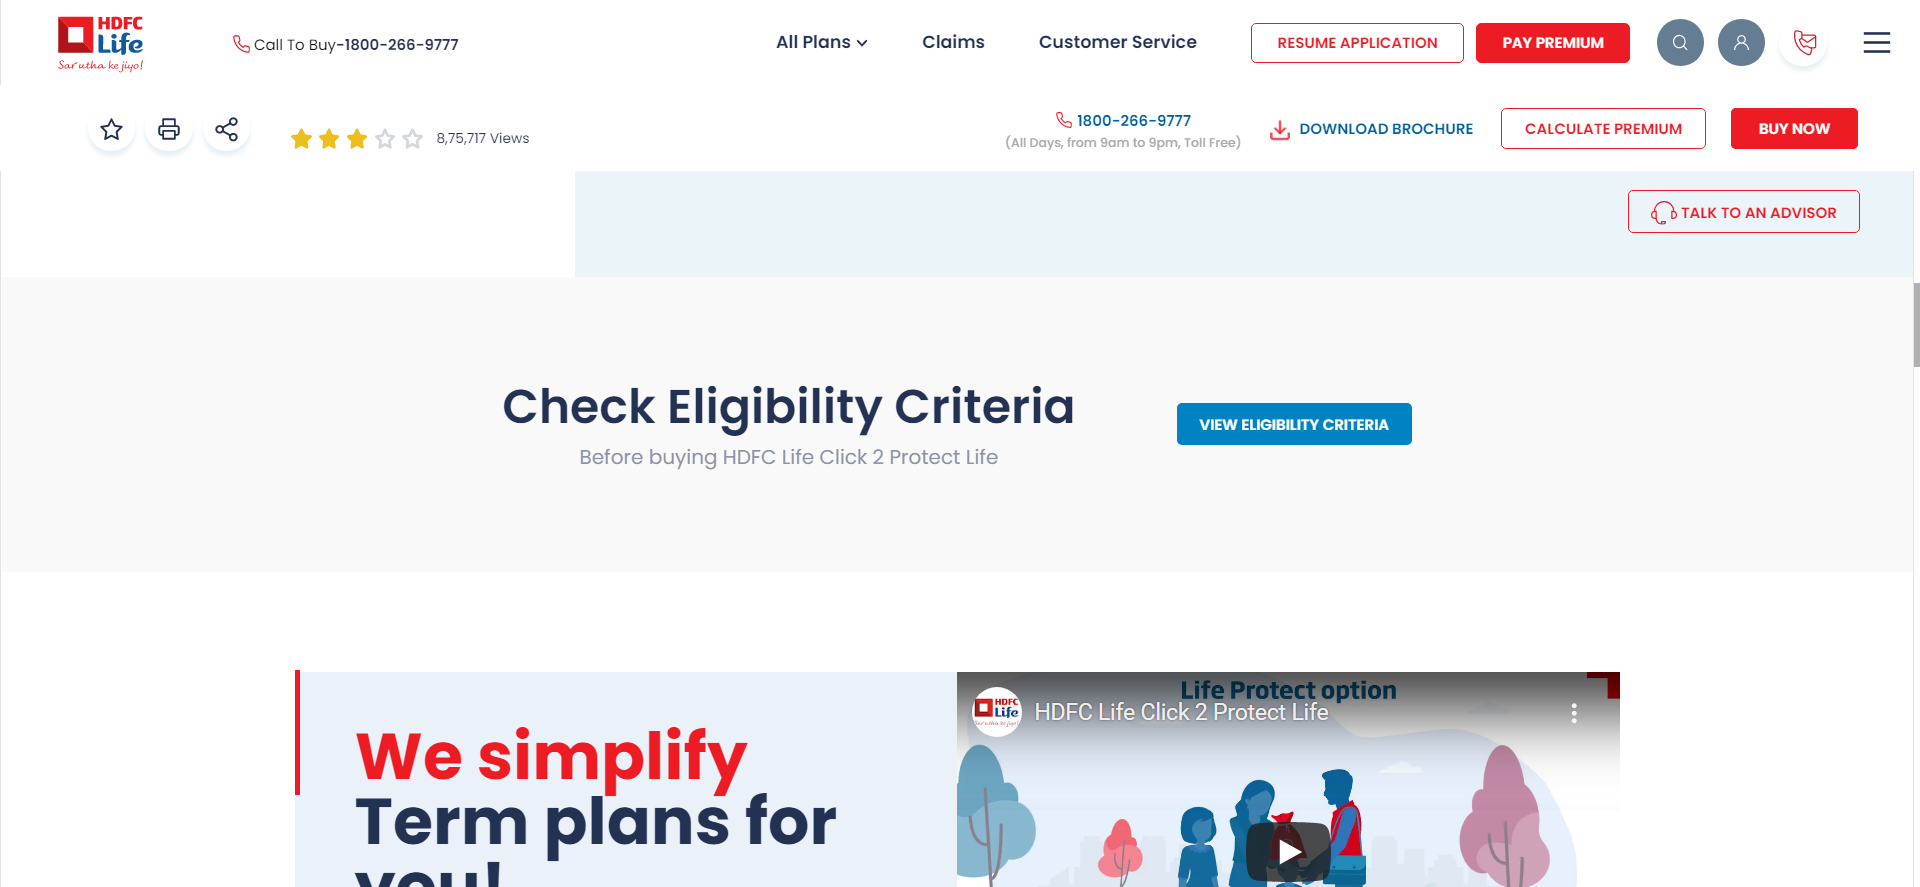 HDFC
Life
Sar utha ke jiyo!
Call To Buy-1800-266-9777
All Plans
Claims
Customer Service
RESUME APPLICATION
PAY PREMIUM
8,75,717 Views
1800-266-9777
(All Days, from 9am to 9pm, Toll Free)
DOWNLOAD BROCHURE
CALCULATE PREMIUM
BUY NOW
TALK TO AN ADVISOR
Check Eligibility Criteria
Before buying HDFC Life Click 2 Protect Life
VIEW ELIGIBILITY CRITERIA
We simplify
Term plans for
you!
Life Protect option
HDFC
Life
Sar utha ke jiyo!
HDFC Life Click 2 Protect Life